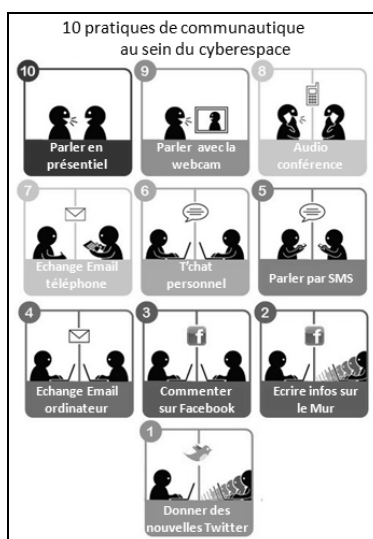 10 pratiques de communautique
au sein du cyberespace
10
Parler en
présentiel
9
Parler avec la
webcam
8
Audio
conférence
7
Echange Email
téléphone
6
T'chat
personnel
5
Parler par SMS
4
Echange Email
ordinateur
3
f
Commenter
sur Facebook
2
f
Ecrire infos sur
le Mur
1
Donner des
nouvelles Twitter